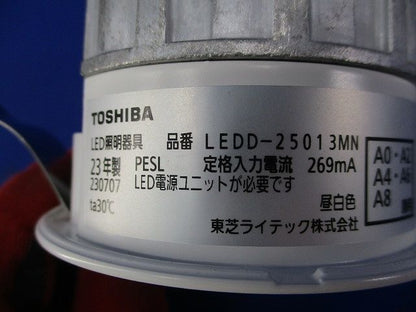 TOSHIBA
LED照明器具 品番 LEDD-25013MN
23年製 PESL 定格入力電流 269mA
230707 LED電源ユニットが必要です
ta30℃ 昼白色
東芝ライテック株式会社
A0・A
A4・A6
A8